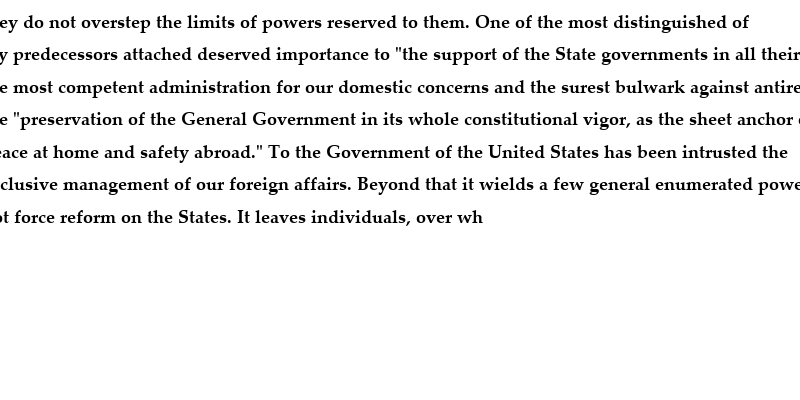 ey do not overstep the limits of powers reserved to them. One of the most distinguished of
y predecessors attached deserved importance to "the support of the State governments in all their
e most competent administration for our domestic concerns and the surest bulwark against antire
e "preservation of the General Government in its whole constitutional vigor, as the sheet anchor
eace at home and safety abroad." To the Government of the United States has been intrusted the
clusive management of our foreign affairs. Beyond that it wields a few general enumerated powe
ot force reform on the States. It leaves individuals, over wh